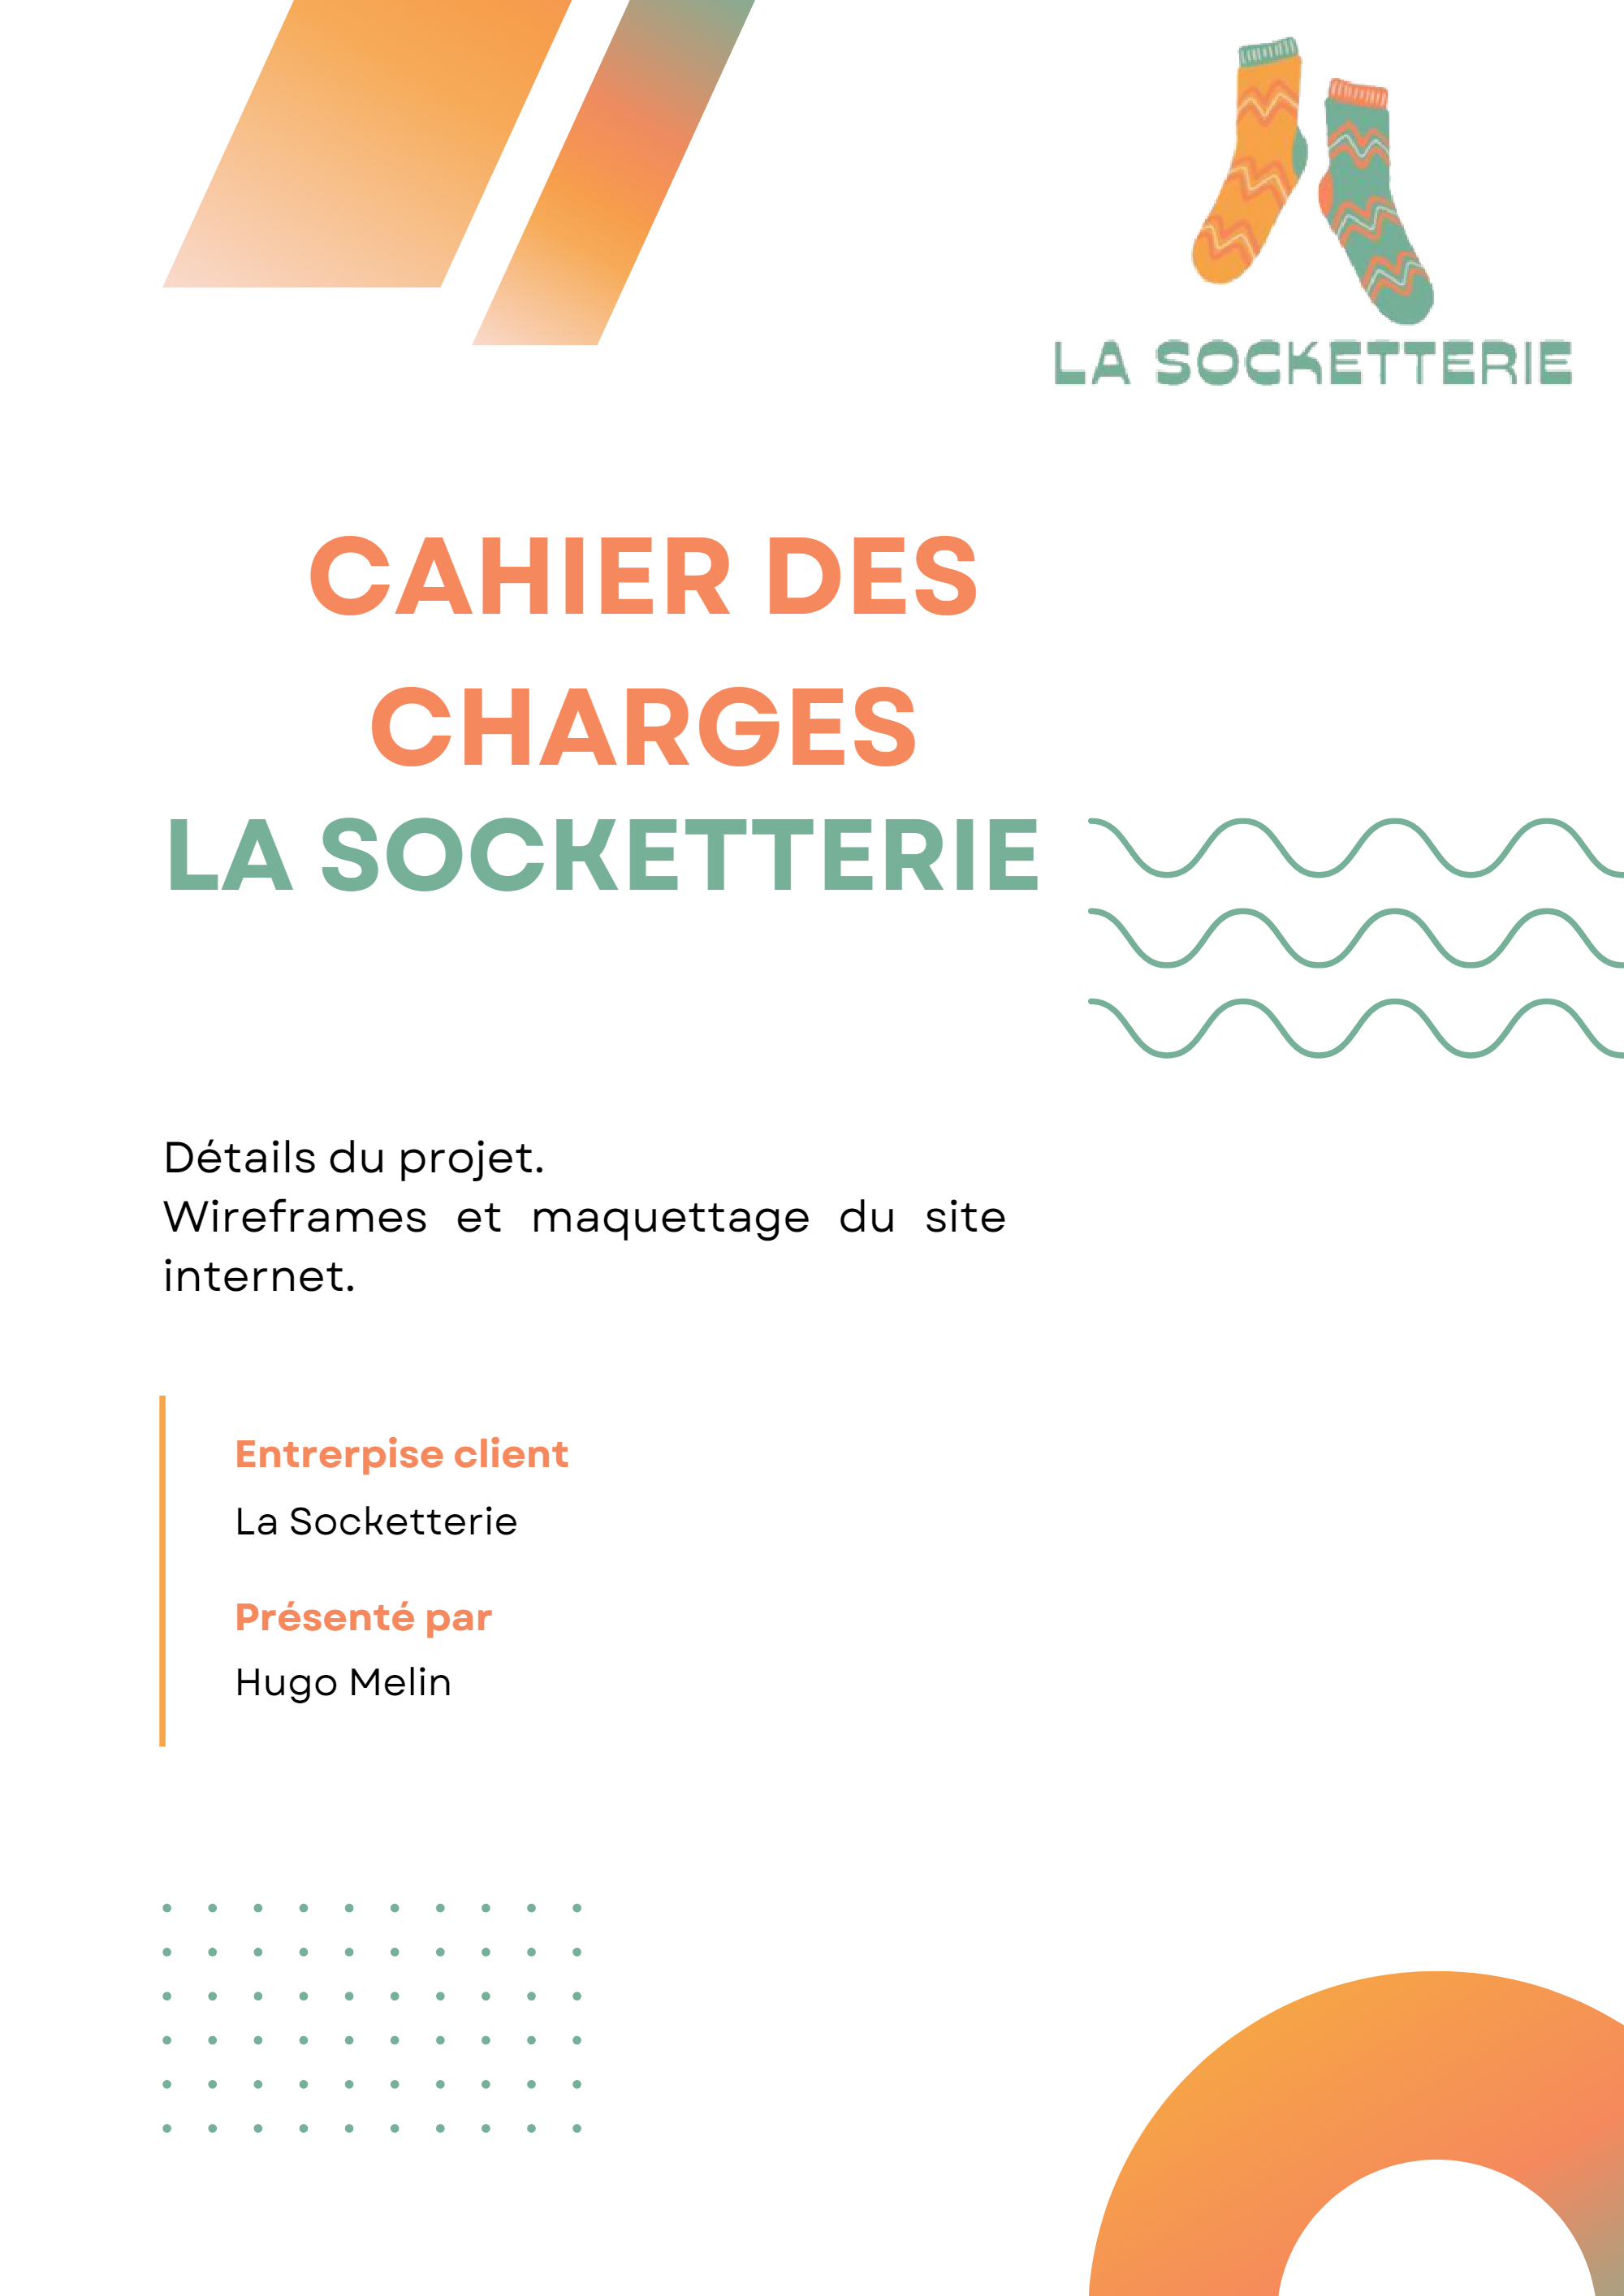 LA SOCKETTERIE
CAHIER DES
CHARGES
LA SOCKETTERIE
Détails du projet.
Wireframes et maquettage du site
internet.
Entrerpise client
La Socketterie
Présenté par
Hugo Melin